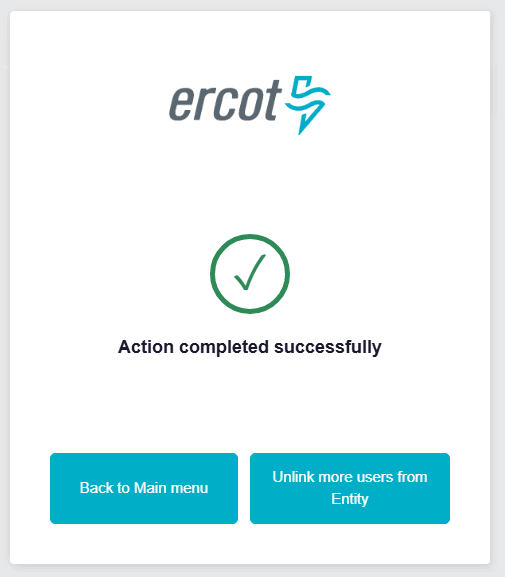 ercot
Action completed successfully
Back to Main menu
Unlink more users from
Entity